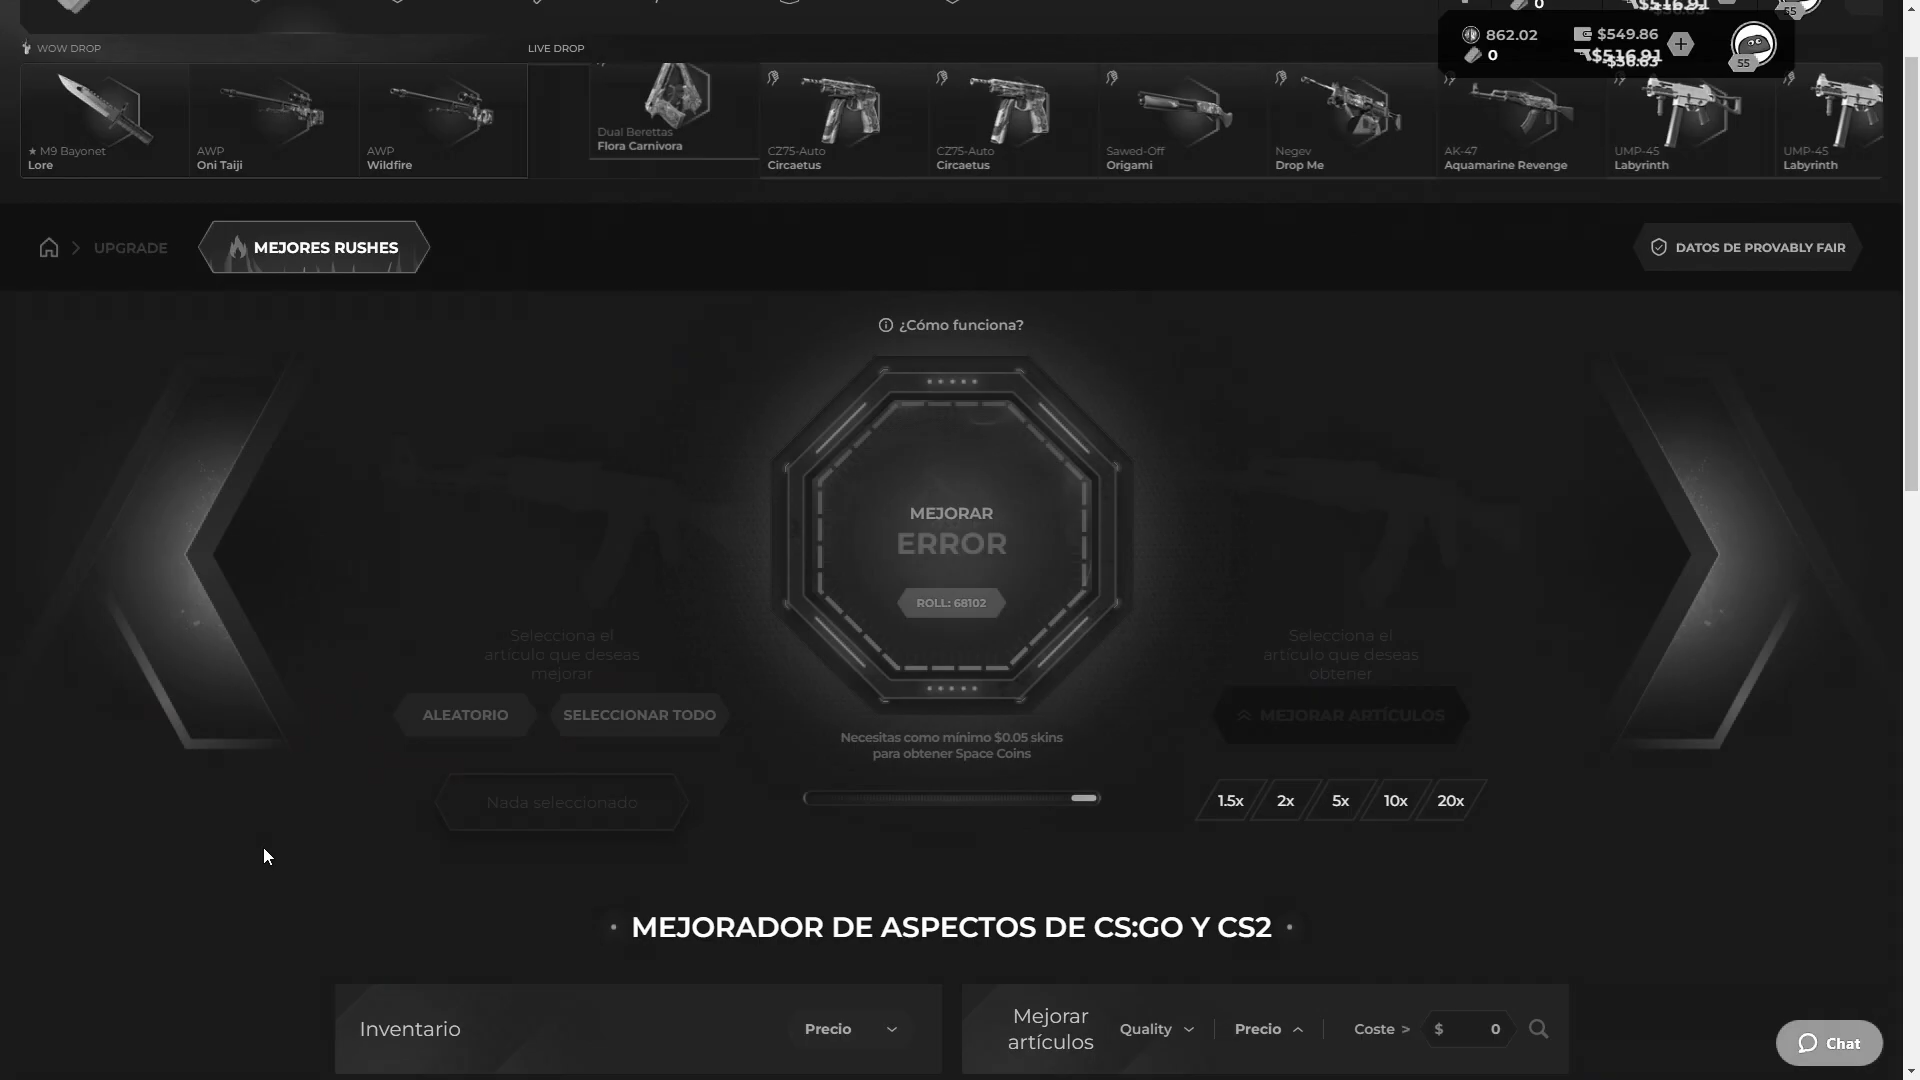 0
55
WOW DROP
LIVE DROP
862.02
$549.86
0
$516.91
55
★ M9 Bayonet
Lore
AWP
Oni Taiji
AWP
Wildfire
Dual Berettas
Flora Carnivora
CZ75-Auto
Circaetus
CZ75-Auto
Circaetus
Sawed-Off
Origami
Negev
Drop Me
AK-47
Aquamarine Revenge
UMP-45
Labyrinth
UMP-45
Labyrinth
UPGRADE
MEJORES RUSHES
DATOS DE PROVABLY FAIR
¿Cómo funciona?
MEJORAR
ERROR
ROLL: 68102
Selecciona el
artículo que deseas
mejorar
Selecciona el
artículo que deseas
obtener
ALEATORIO
SELECCIONAR TODO
MEJORAR ARTÍCULOS
Necesitas como mínimo $0.05 skins
para obtener Space Coins
Nada seleccionado
1.5x
2x
5x
10x
20x
• MEJORADOR DE ASPECTOS DE CS:GO Y CS2 •
Inventario
Precio
Mejorar
artículos
Quality
Precio
Coste >
$ 0
Chat